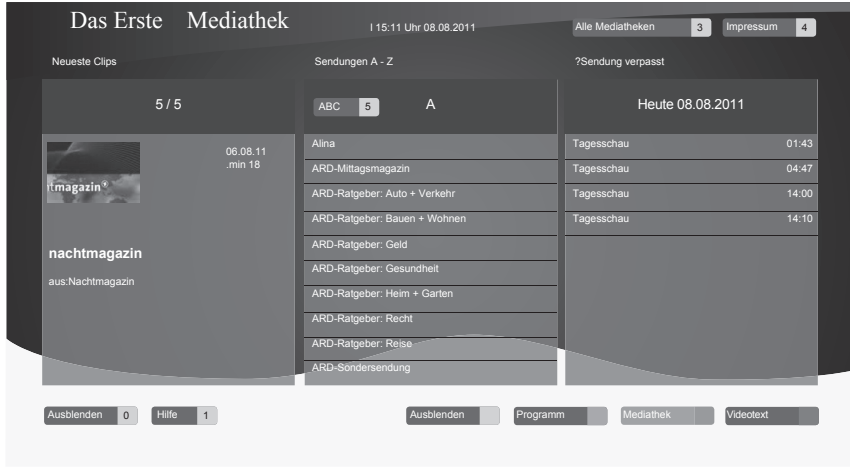 Das Erste Mediathek
I 15:11 Uhr 08.08.2011
Alle Mediatheken 3
Impressum 4
Neueste Clips
Sendungen A - Z
?Sendung verpasst
5 / 5
ABC 5 A
Heute 08.08.2011
06.08.11
.min 18
tmagazin
nachtmagazin
aus:Nachtmagazin
Alina
ARD-Mittagsmagazin
ARD-Ratgeber: Auto + Verkehr
ARD-Ratgeber: Bauen + Wohnen
ARD-Ratgeber: Geld
ARD-Ratgeber: Gesundheit
ARD-Ratgeber: Heim + Garten
ARD-Ratgeber: Recht
ARD-Ratgeber: Reise
ARD-Sondersendung
Tagesschau 01:43
Tagesschau 04:47
Tagesschau 14:00
Tagesschau 14:10
Ausblenden 0
Hilfe 1
Ausblenden
Programm
Mediathek
Videotext